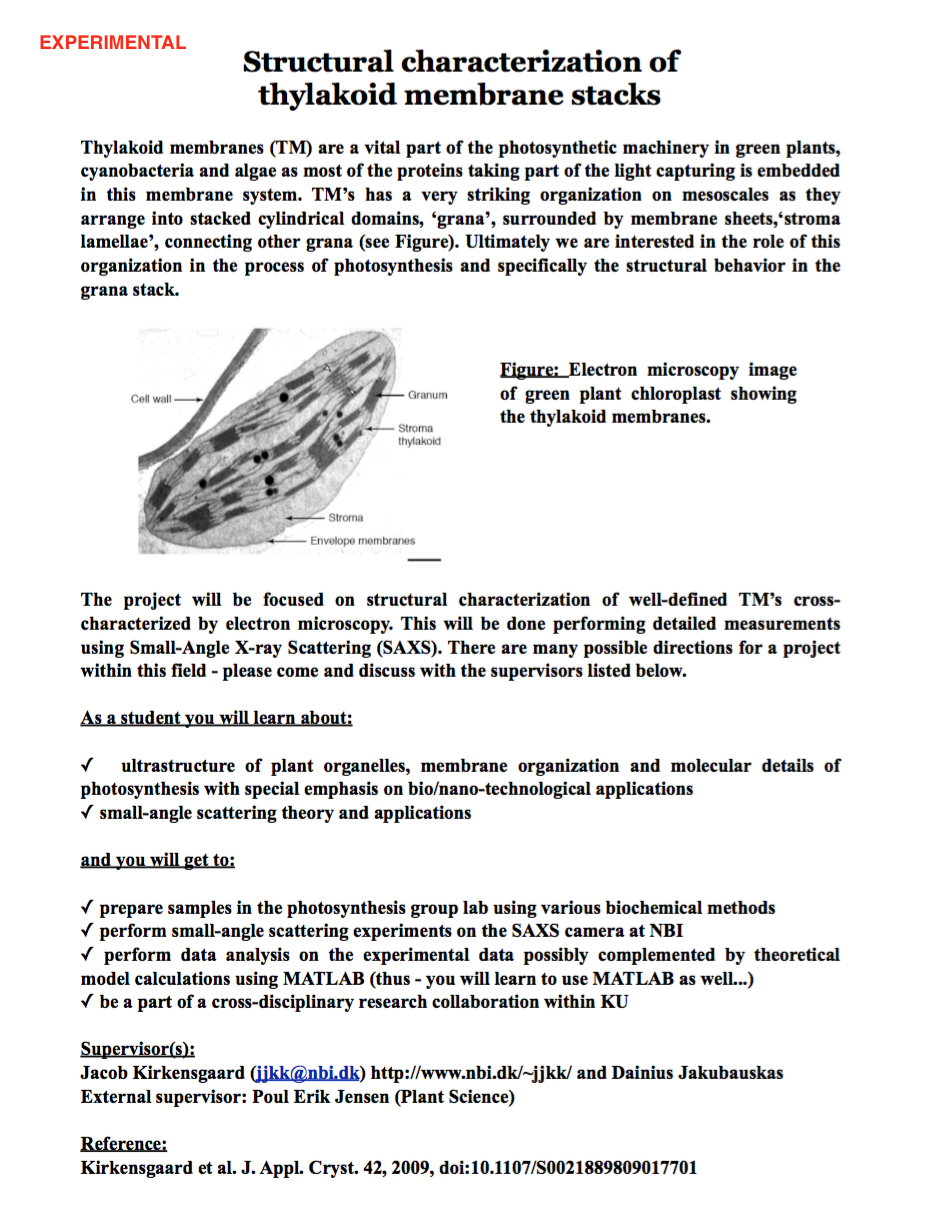 EXPERIMENTAL
Structural characterization of
thylakoid membrane stacks
Thylakoid membranes (TM) are a vital part of the photosynthetic machinery in green plants,
cyanobacteria and algae as most of the proteins taking part of the light capturing is embedded
in this membrane system. TM’s has a very striking organization on mesoscales as they
arrange into stacked cylindrical domains, ‘grana’, surrounded by membrane sheets,‘stroma
lamellae’, connecting other grana (see Figure). Ultimately we are interested in the role of this
organization in the process of photosynthesis and specifically the structural behavior in the
grana stack.
Cell wall
Granum
Stroma
thylakoid
Stroma
Envelope membranes
Figure: Electron microscopy image
of green plant chloroplast showing
the thylakoid membranes.
The project will be focused on structural characterization of well-defined TM’s cross-
characterized by electron microscopy. This will be done performing detailed measurements
using Small-Angle X-ray Scattering (SAXS). There are many possible directions for a project
within this field - please come and discuss with the supervisors listed below.
As a student you will learn about:
✓ ultrastructure of plant organelles, membrane organization and molecular details of
photosynthesis with special emphasis on bio/nano-technological applications
✓ small-angle scattering theory and applications
and you will get to:
✓ prepare samples in the photosynthesis group lab using various biochemical methods
✓ perform small-angle scattering experiments on the SAXS camera at NBI
✓ perform data analysis on the experimental data possibly complemented by theoretical
model calculations using MATLAB (thus - you will learn to use MATLAB as well...)
✓ be a part of a cross-disciplinary research collaboration within KU
Supervisor(s):
Jacob Kirkensgaard (jjkk@nbi.dk) http://www.nbi.dk/~jjkk/ and Dainius Jakubauskas
External supervisor: Poul Erik Jensen (Plant Science)
Reference:
Kirkensgaard et al. J. Appl. Cryst. 42, 2009, doi:10.1107/S0021889809017701